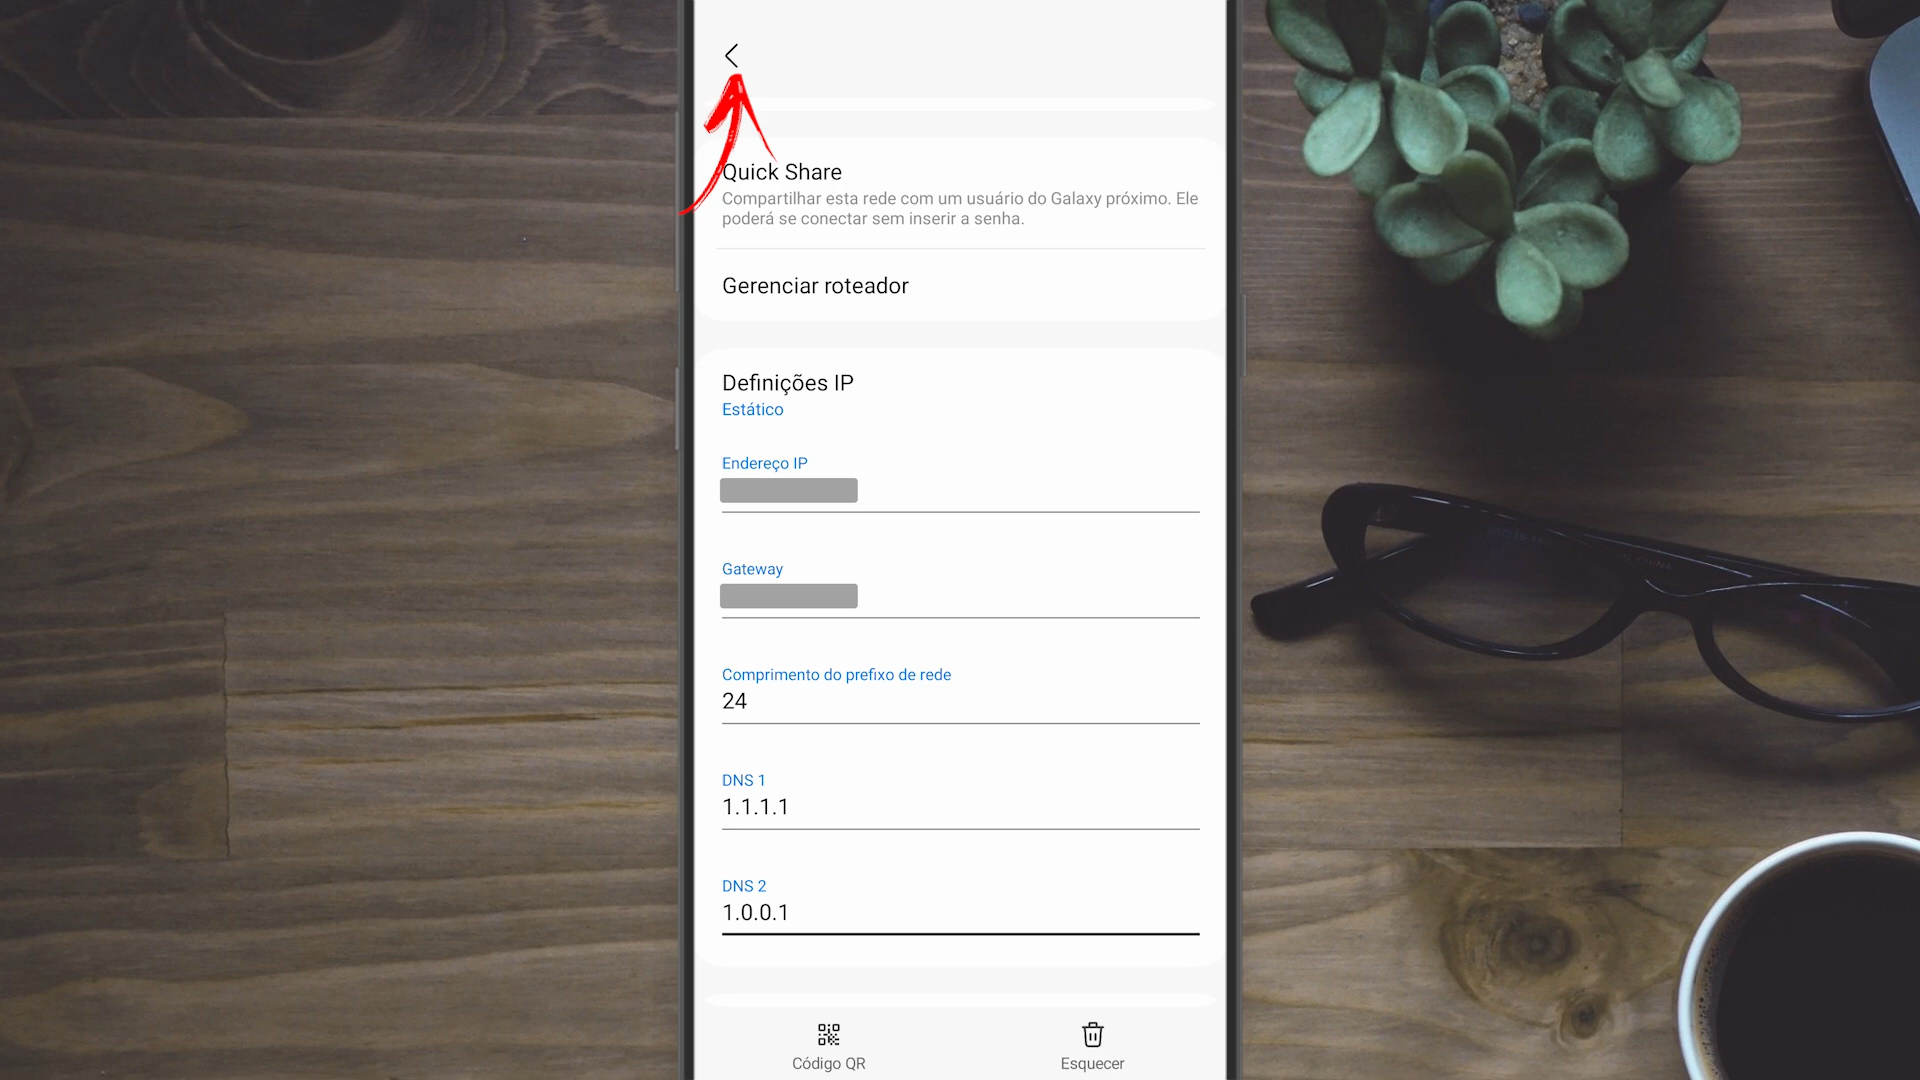 Quick Share
Compartilhar esta rede com um usuário do Galaxy próximo. Ele
poderá se conectar sem inserir a senha.
Gerenciar roteador
Definições IP
Estático
Endereço IP
Gateway
Comprimento do prefixo de rede
24
DNS 1
1.1.1.1
DNS 2
1.0.0.1
Código QR
Esquecer